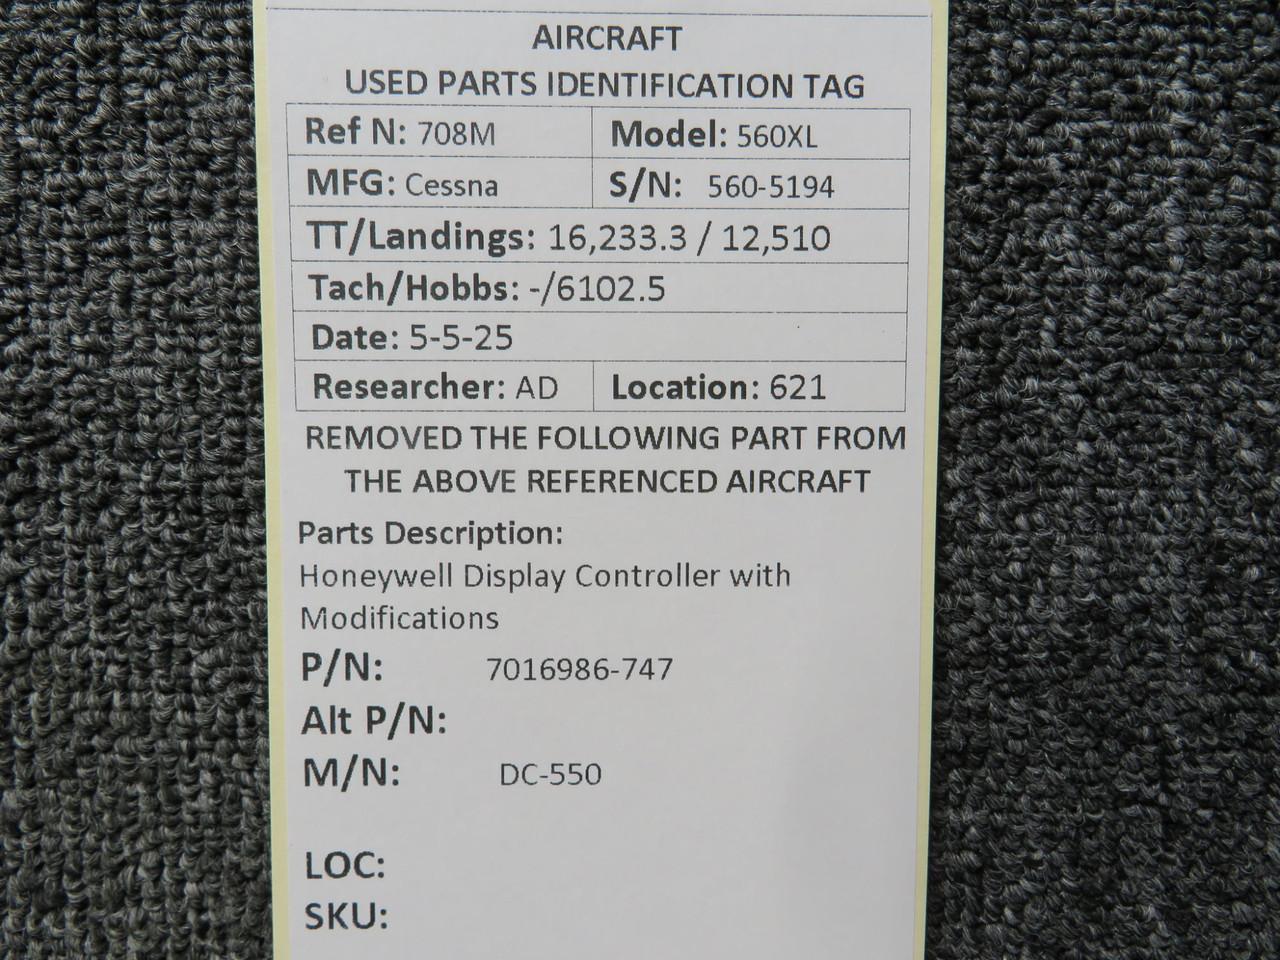 AIRCRAFT
USED PARTS IDENTIFICATION TAG
Ref N: 708M Model: 560XL
MFG: Cessna S/N: 560-5194
TT/Landings: 16,233.3 / 12,510
Tach/Hobbs: -/6102.5
Date: 5-5-25
Researcher: AD Location: 621
REMOVED THE FOLLOWING PART FROM
THE ABOVE REFERENCED AIRCRAFT
Parts Description:
Honeywell Display Controller with
Modifications
P/N: 7016986-747
Alt P/N:
M/N: DC-550
LOC:
SKU: